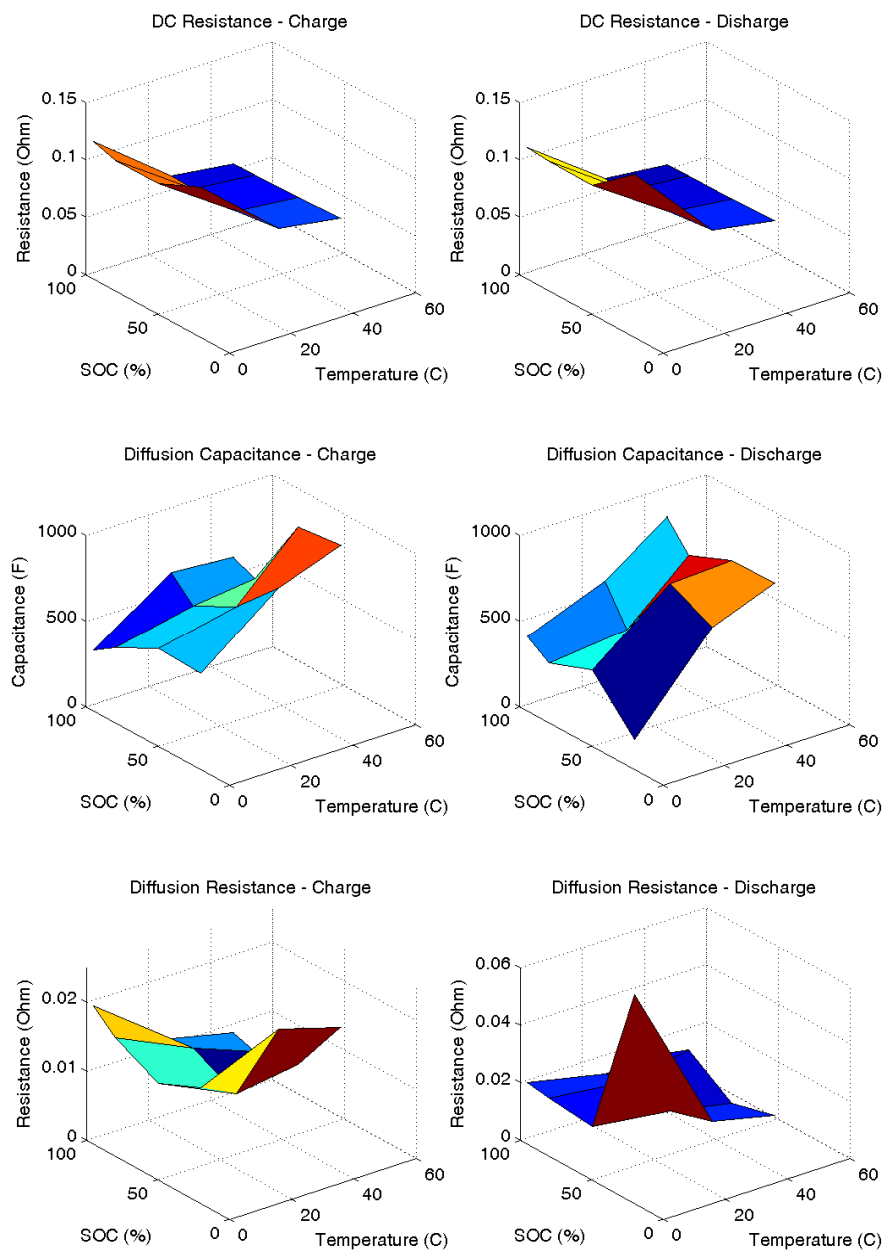 DC Resistance - Charge
0.15
0.1
0.05
0
Resistance (Ohm)
100
50
0
SOC (%)
0
20
40
60
Temperature (C)
DC Resistance - Disharge
0.15
0.1
0.05
0
Resistance (Ohm)
100
50
0
SOC (%)
0
20
40
60
Temperature (C)
Diffusion Capacitance - Charge
1000
500
0
Capacitance (F)
100
50
0
SOC (%)
0
20
40
60
Temperature (C)
Diffusion Capacitance - Discharge
1000
500
0
Capacitance (F)
100
50
0
SOC (%)
0
20
40
60
Temperature (C)
Diffusion Resistance - Charge
0.02
0.01
0
Resistance (Ohm)
100
50
0
SOC (%)
0
20
40
60
Temperature (C)
Diffusion Resistance - Discharge
0.06
0.04
0.02
0
Resistance (Ohm)
100
50
0
SOC (%)
0
20
40
60
Temperature (C)